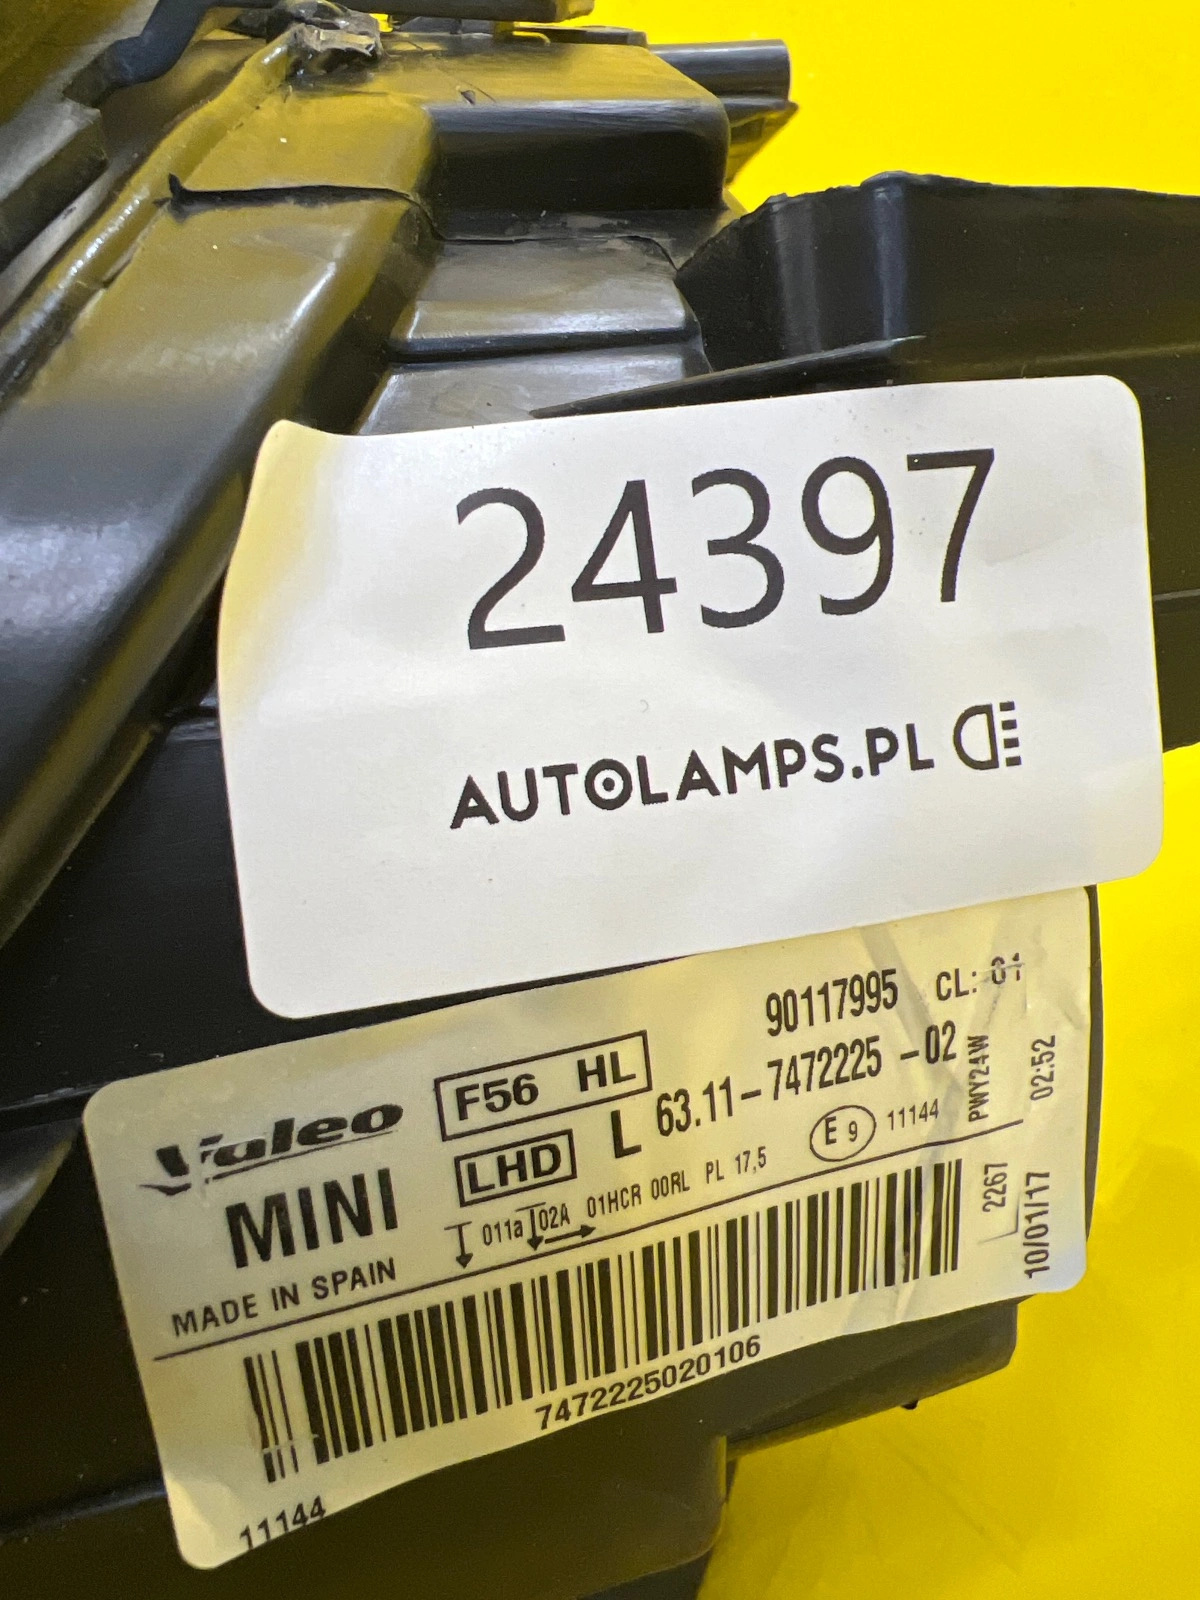 24397
AUTOLAMPS.PL
90117995 CL: 01
Valeo F56 HL
63.11-7472225 -02
MINI LHD L
PWY24W
02:52
011a 02A 01HCR 00RL PL 17,5 E 9 11144
MADE IN SPAIN
2267
10/01/17
7472225020106
11144